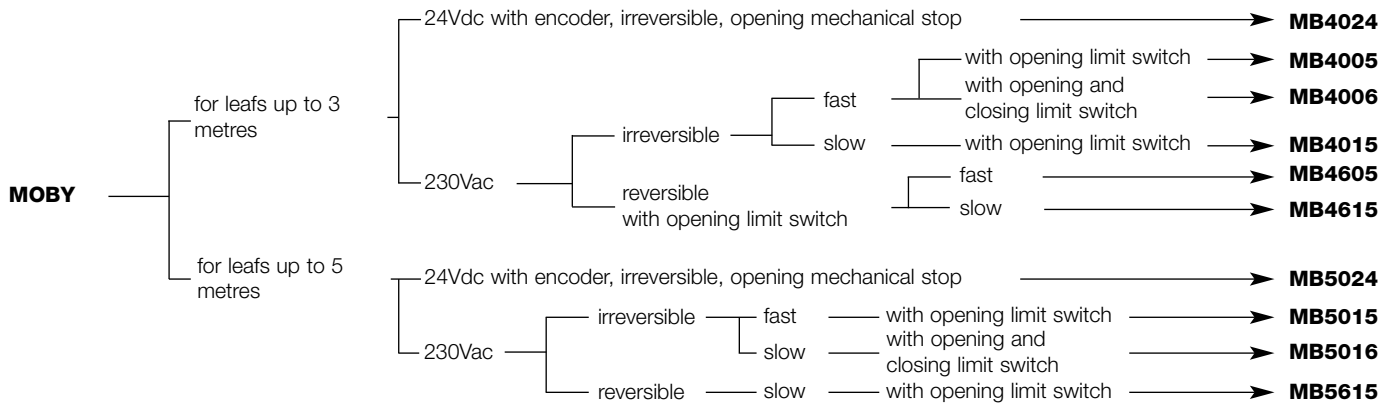 24Vdc with encoder, irreversible, opening mechanical stop MB4024
with opening limit switch MB4005
for leafs up to 3
metres
fast
with opening and
closing limit switch MB4006
irreversible
slow with opening limit switch MB4015
MOBY
230Vac
reversible
with opening limit switch
fast MB4605
slow MB4615
for leafs up to 5
metres
24Vdc with encoder, irreversible, opening mechanical stop MB5024
irreversible fast with opening limit switch MB5015
230Vac
slow with opening and
closing limit switch MB5016
reversible slow with opening limit switch MB5615